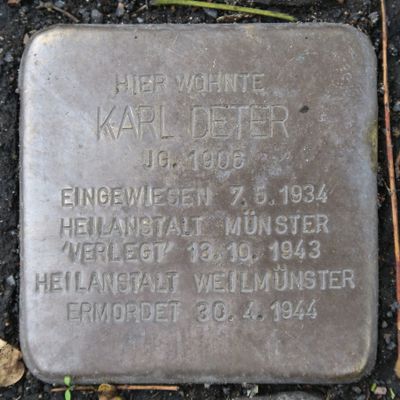 HIER WOHNTE
KARL DETER
JG. 1906
EINGEWIESEN 7.5.1934
HEILANSTALT MÜNSTER
'VERLEGT' 13.10.1943
HEILANSTALT WEILMÜNSTER
ERMORDET 30.4.1944